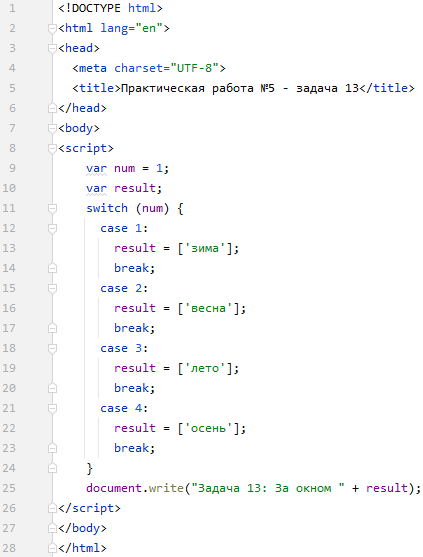 1 <!DOCTYPE html>
2 <html lang="en">
3 <head>
4 <meta charset="UTF-8">
5 <title>Практическая работа №5 - задача 13</title>
6 </head>
7 <body>
8 <script>
9 var num = 1;
10 var result;
11 switch (num) {
12 case 1:
13 result = ['зима'];
14 break;
15 case 2:
16 result = ['весна'];
17 break;
18 case 3:
19 result = ['лето'];
20 break;
21 case 4:
22 result = ['осень'];
23 break;
24 }
25 document.write("Задача 13: За окном " + result);
26 </script>
27 </body>
28 </html>